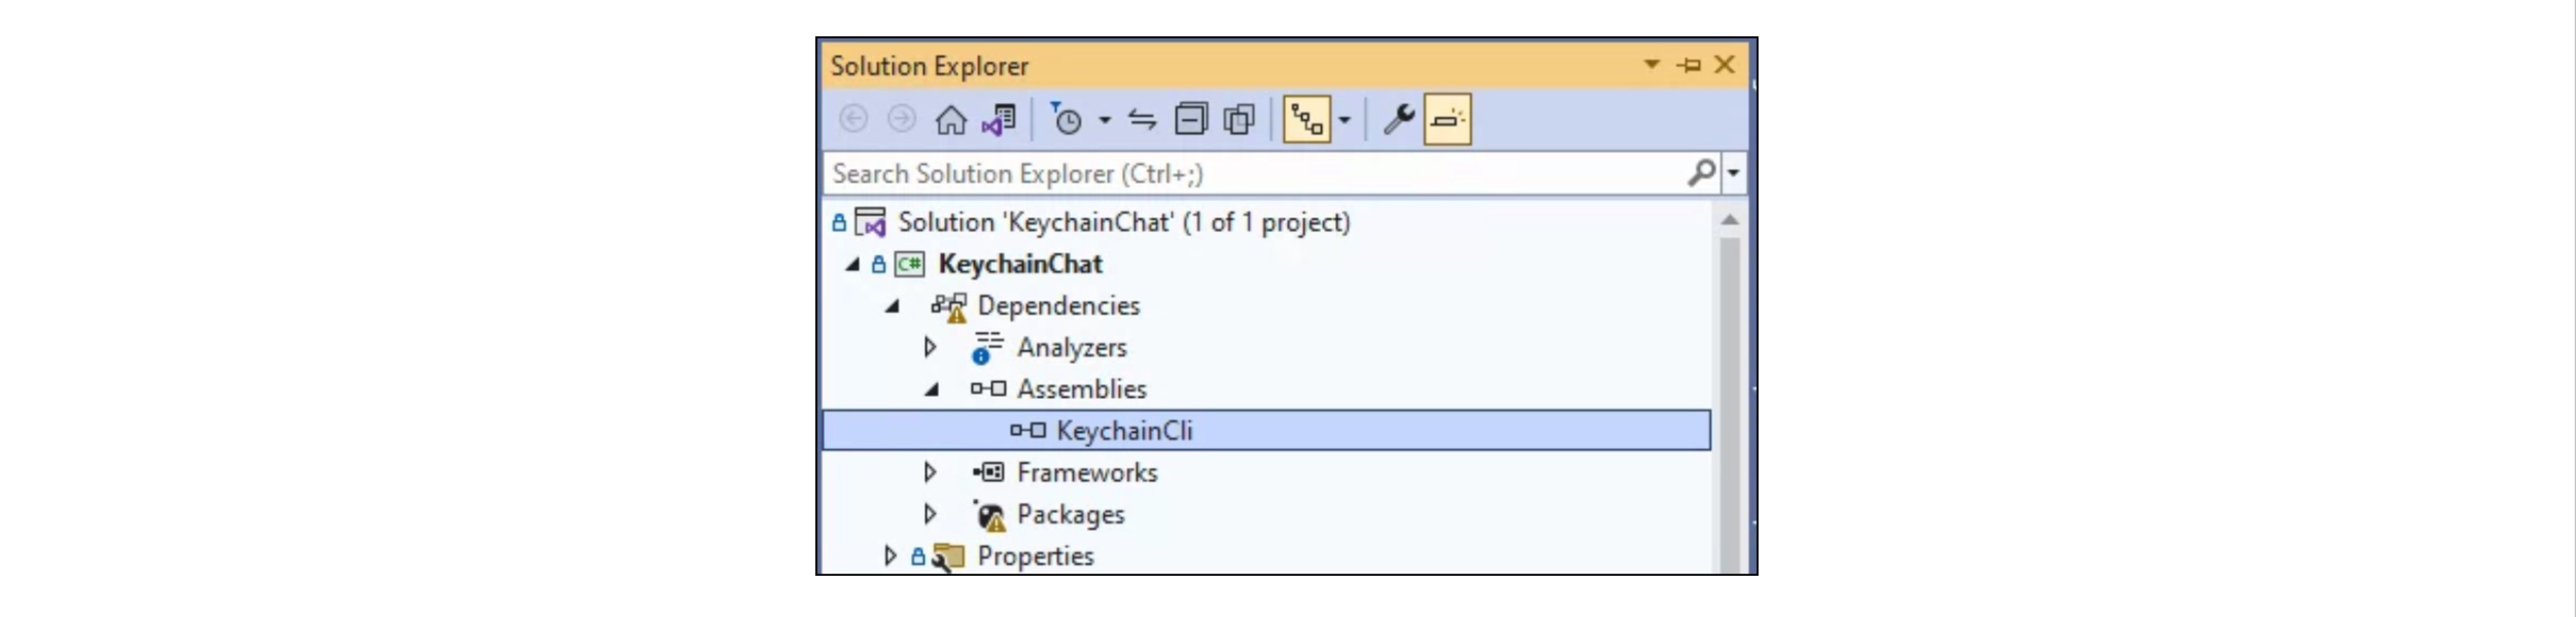 Solution Explorer
Search Solution Explorer (Ctrl+;)
Solution 'KeychainChat' (1 of 1 project)
C# KeychainChat
Dependencies
Analyzers
Assemblies
KeychainCli
Frameworks
Packages
Properties